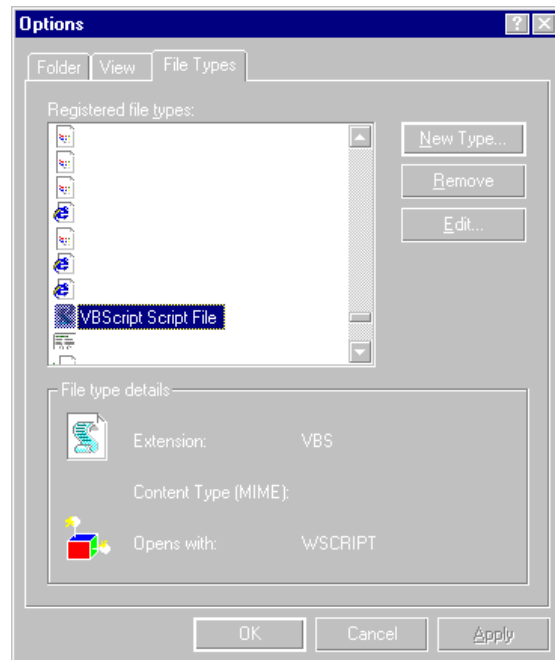 Options
Folder View File Types
Registered file types:
New Type...
Remove
Edit...
VBScript Script File
File type details
Extension: VBS
Content Type (MIME):
Opens with: WSCRIPT
OK Cancel Apply